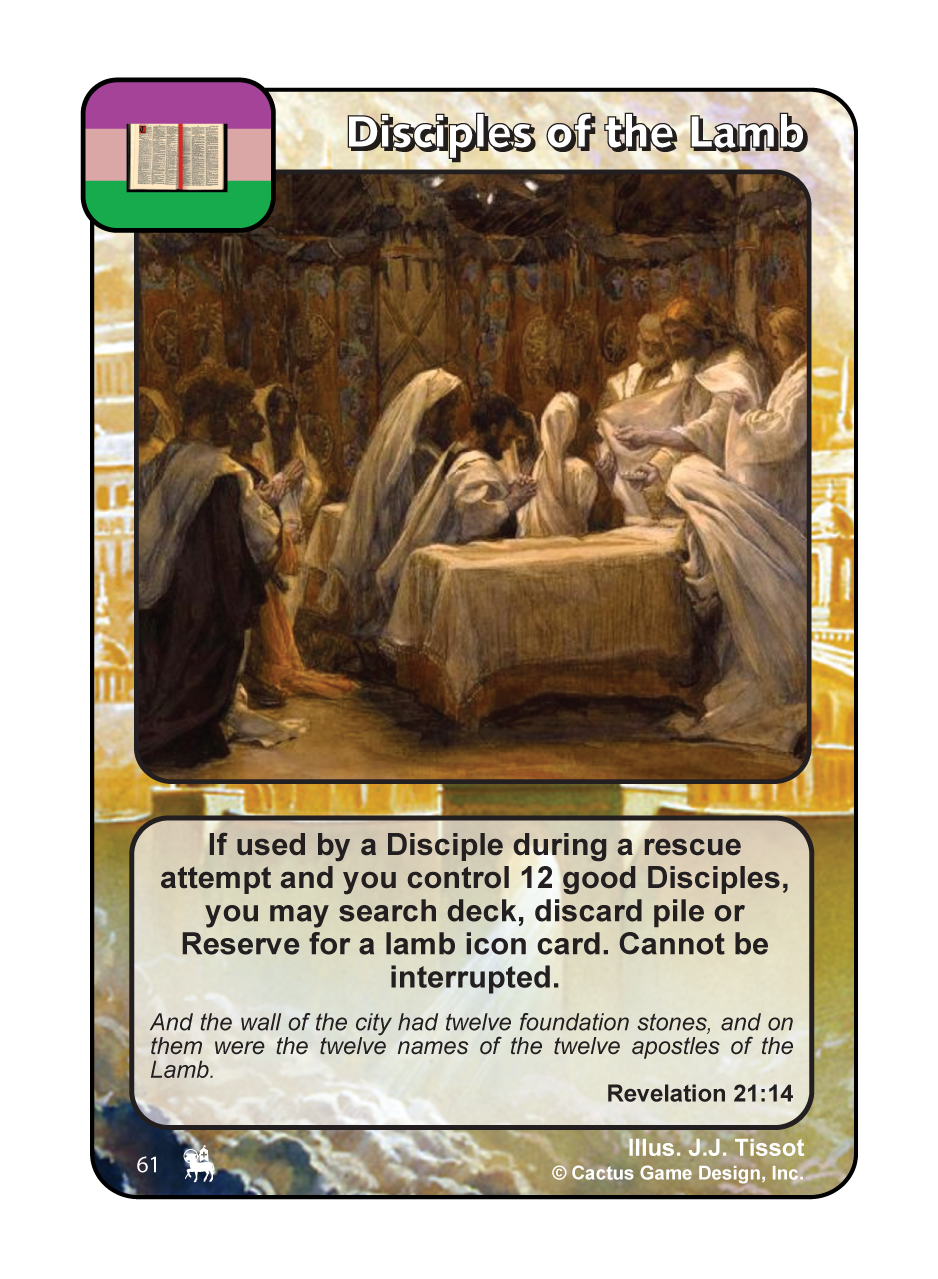 Disciples of the Lamb
If used by a Disciple during a rescue
attempt and you control 12 good Disciples,
you may search deck, discard pile or
Reserve for a lamb icon card. Cannot be
interrupted.
And the wall of the city had twelve foundation stones, and on
them were the twelve names of the twelve apostles of the
Lamb.
Revelation 21:14
Illus. J.J. Tissot
61
© Cactus Game Design, Inc.